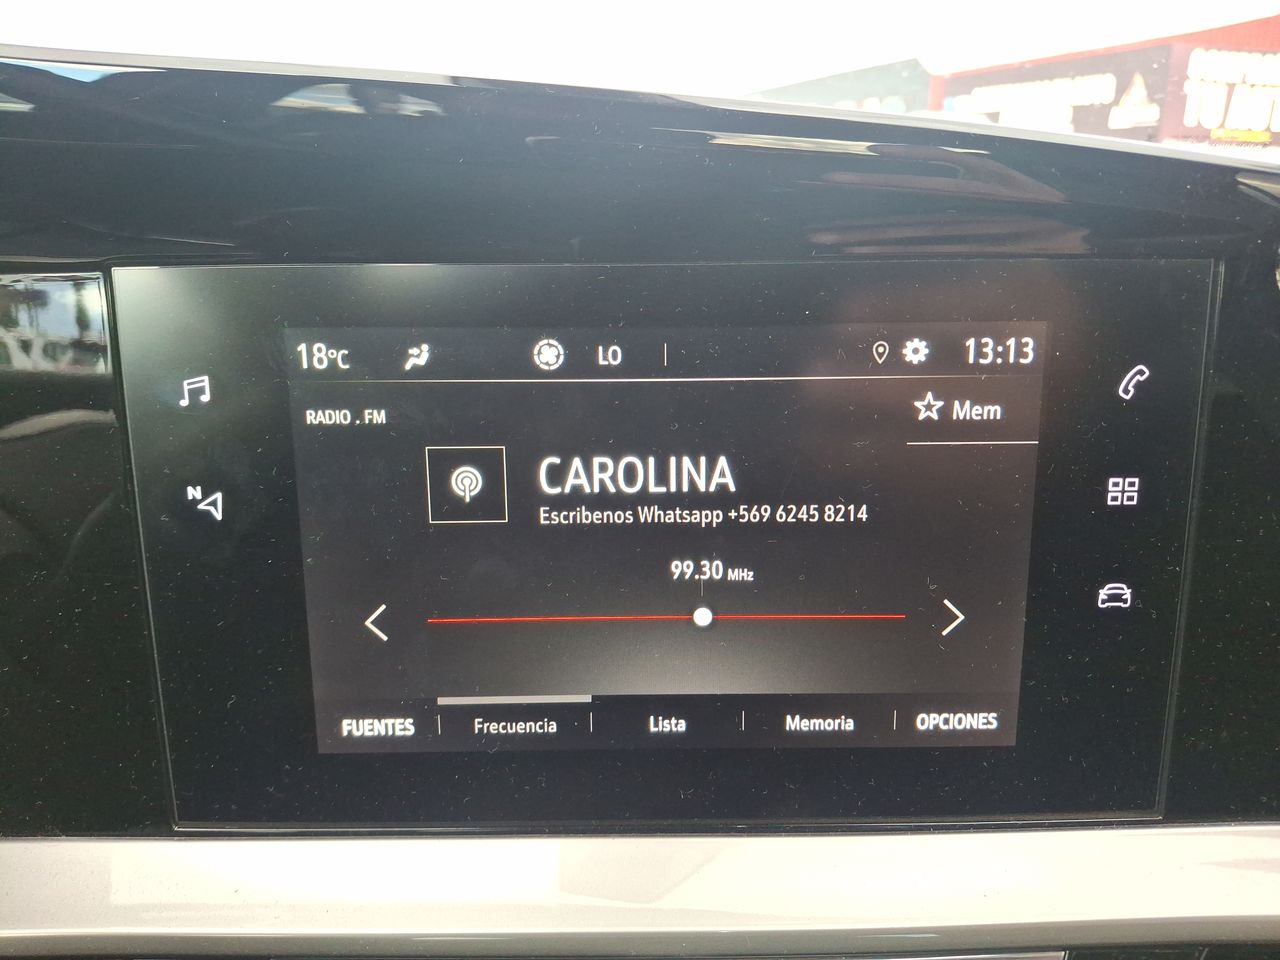 18°C LO 13:13
RADIO . FM
Mem
CAROLINA
Escribenos Whatsapp +569 6245 8214
99.30 MHz
N
FUENTES Frecuencia Lista Memoria OPCIONES